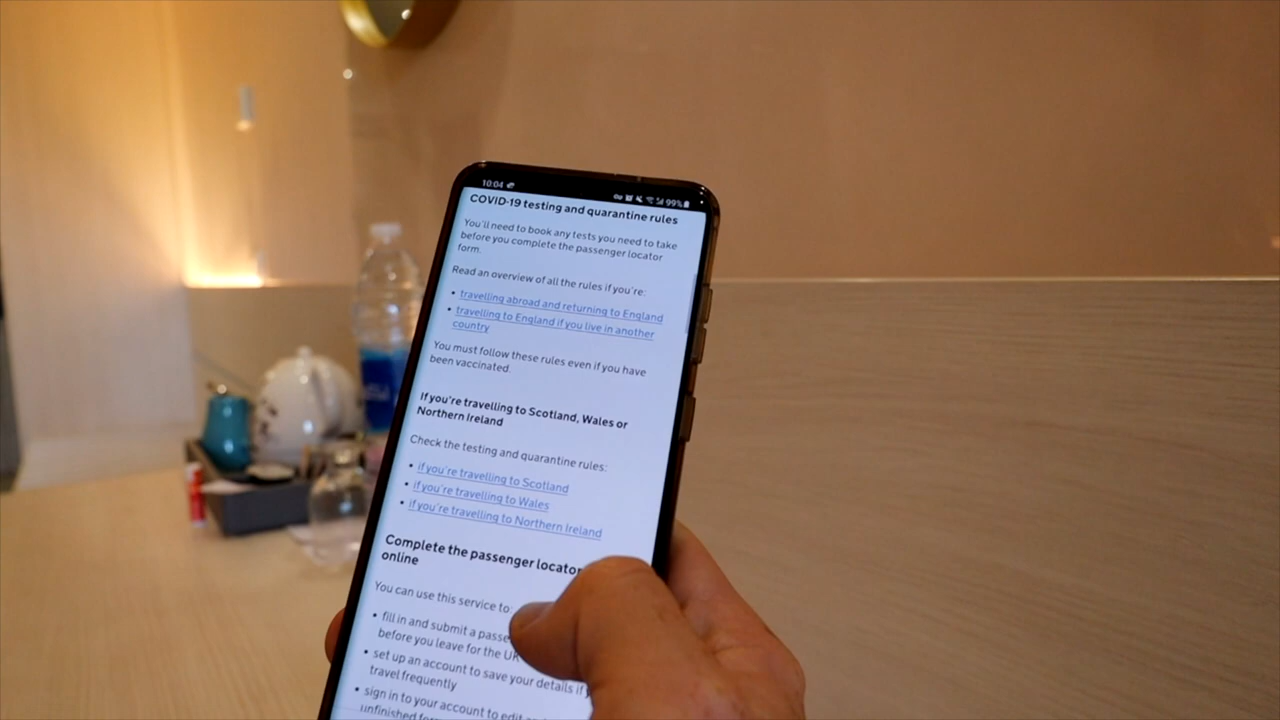 10:04
99%
COVID-19 testing and quarantine rules
You'll need to book any tests you need to take
before you complete the passenger locator
form.
Read an overview of all the rules if you're:
• travelling abroad and returning to England
• travelling to England if you live in another
country
You must follow these rules even if you have
been vaccinated.
If you're travelling to Scotland, Wales or
Northern Ireland
Check the testing and quarantine rules:
• if you're travelling to Scotland
• if you're travelling to Wales
• if you're travelling to Northern Ireland
Complete the passenger locator
online
You can use this service to:
• fill in and submit a
before you leave for the UK
• set up an account to save your details if
travel frequently
• sign in to your account to edit
unfinished